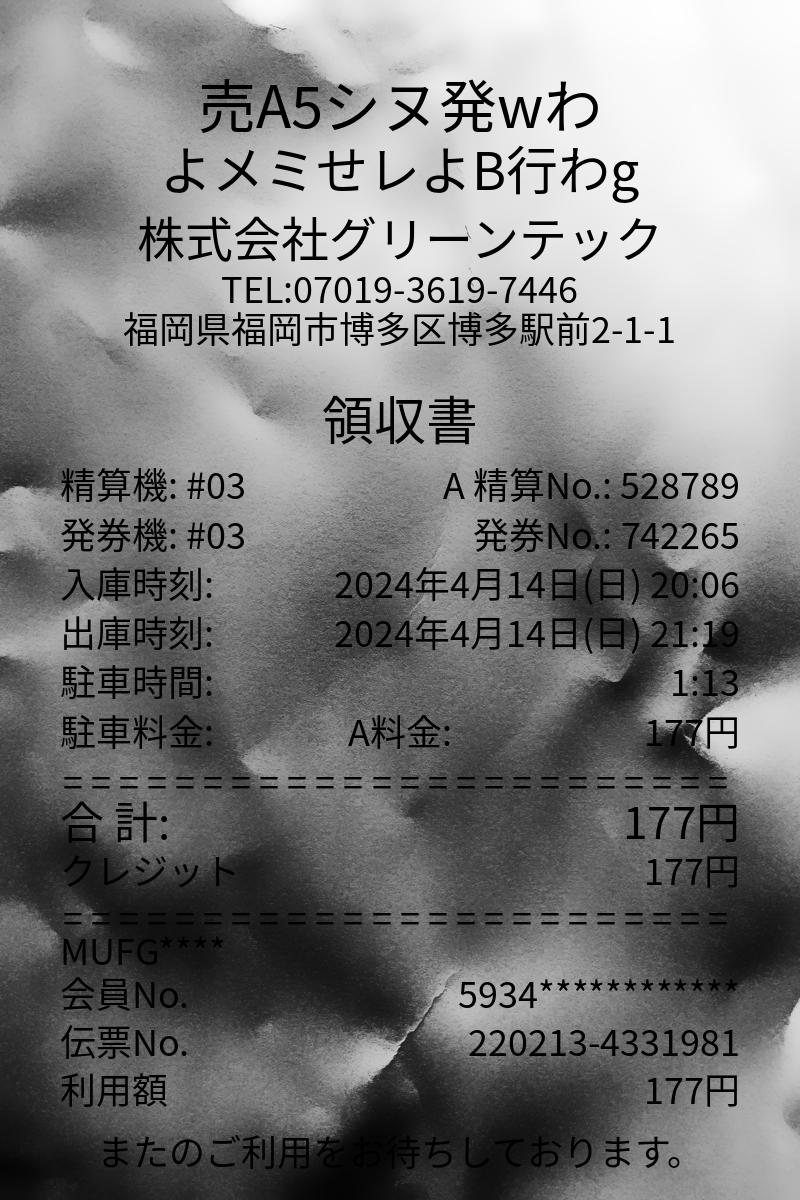 売A5シヌ発wわ
よメミせレよB行わg
株式会社グリーンテック
TEL:07019-3619-7446
福岡県福岡市博多区博多駅前2-1-1
領収書
精算機: #03 A 精算No.: 528789
発券機: #03 発券No.: 742265
入庫時刻: 2024年4月14日(日) 20:06
出庫時刻: 2024年4月14日(日) 21:19
駐車時間: 1:13
駐車料金: A料金: 177円
========================
合 計: 177円
クレジット 177円
========================
MUFG****
会員No. 5934************
伝票No. 220213-4331981
利用額 177円
またのご利用をお待ちしております。